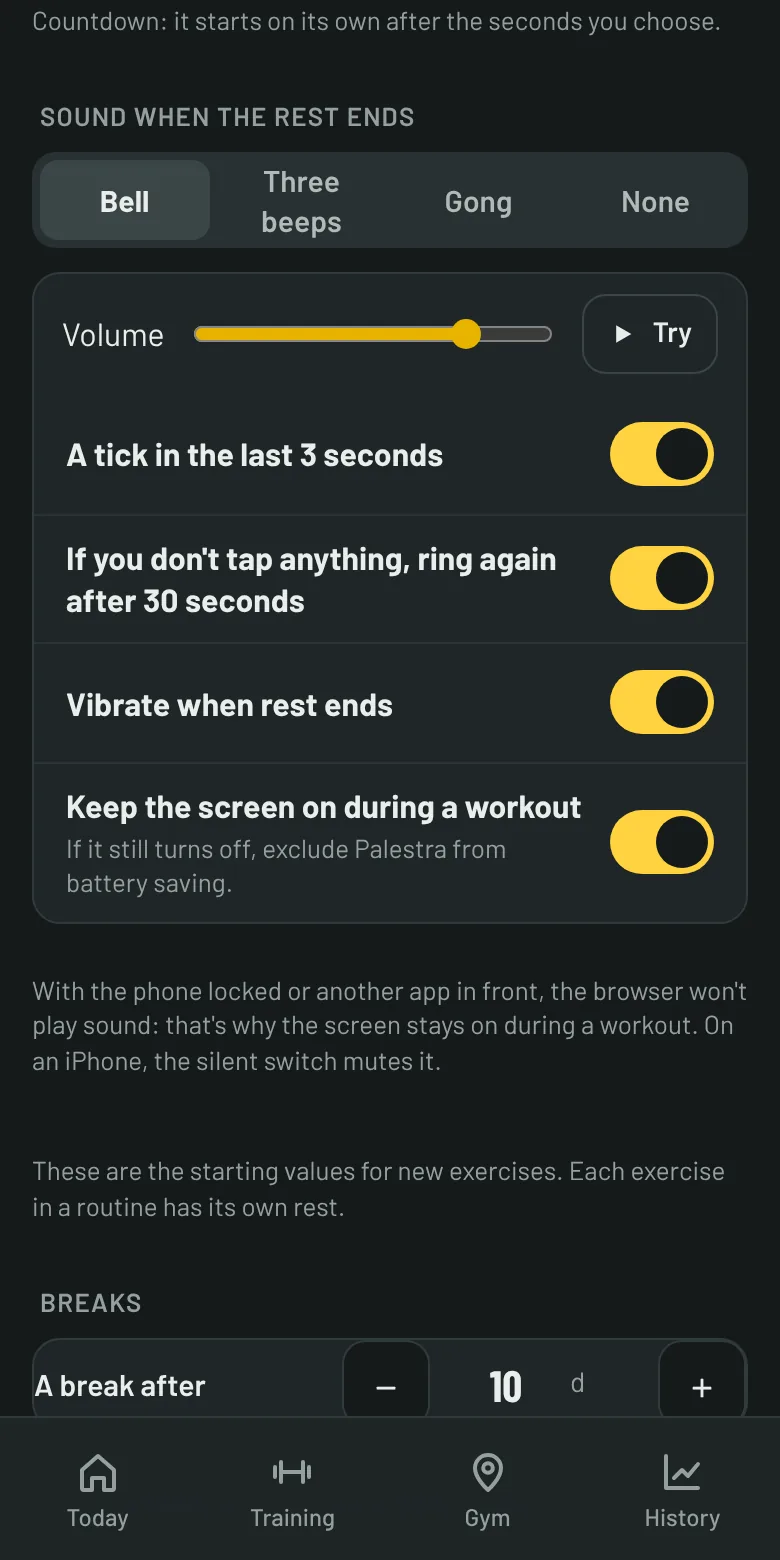 Countdown: it starts on its own after the seconds you choose.
SOUND WHEN THE REST ENDS
Bell
Three
beeps
Gong
None
Volume
Try
A tick in the last 3 seconds
If you don't tap anything, ring again
after 30 seconds
Vibrate when rest ends
Keep the screen on during a workout
If it still turns off, exclude Palestra from
battery saving.
With the phone locked or another app in front, the browser won't
play sound: that's why the screen stays on during a workout. On
an iPhone, the silent switch mutes it.
These are the starting values for new exercises. Each exercise
in a routine has its own rest.
BREAKS
A break after
−
10
d
+
Today
Training
Gym
History